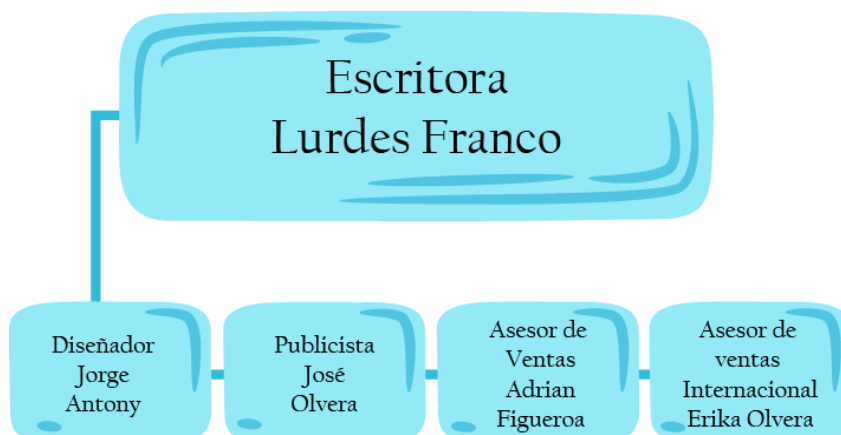 Escritora
Lurdes Franco
Diseñador
Jorge
Antony
Publicista
José
Olvera
Asesor de
Ventas
Adrian
Figueroa
Asesor de
ventas
Internacional
Erika Olvera